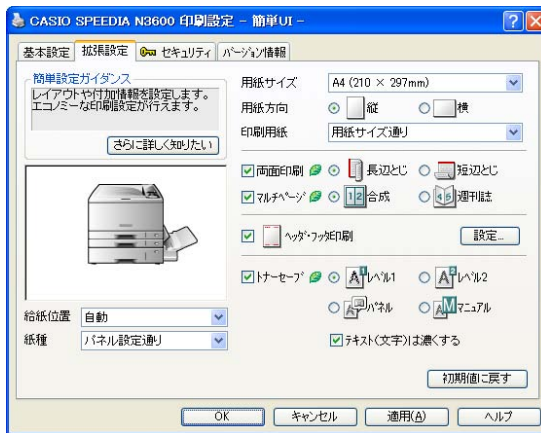 CASIO SPEEDIA N3600 印刷設定 - 簡単UI -
基本設定 拡張設定 セキュリティ バージョン情報
簡単設定ガイダンス
レイアウトや付加情報を設定します。
エコノミーな印刷設定が行えます。
さらに詳しく知りたい
給紙位置 自動
紙種 パネル設定通り
用紙サイズ A4 (210 × 297mm)
用紙方向 縦 横
印刷用紙 用紙サイズ通り
両面印刷 長辺とじ 短辺とじ
マルチページ 12 合成 45 週刊誌
ヘッダ・フッタ印刷 設定...
トナーセーブ A1 レベル1 A2 レベル2
A パネル AM マニュアル
テキスト(文字)は濃くする
初期値に戻す
OK キャンセル 適用(A) ヘルプ